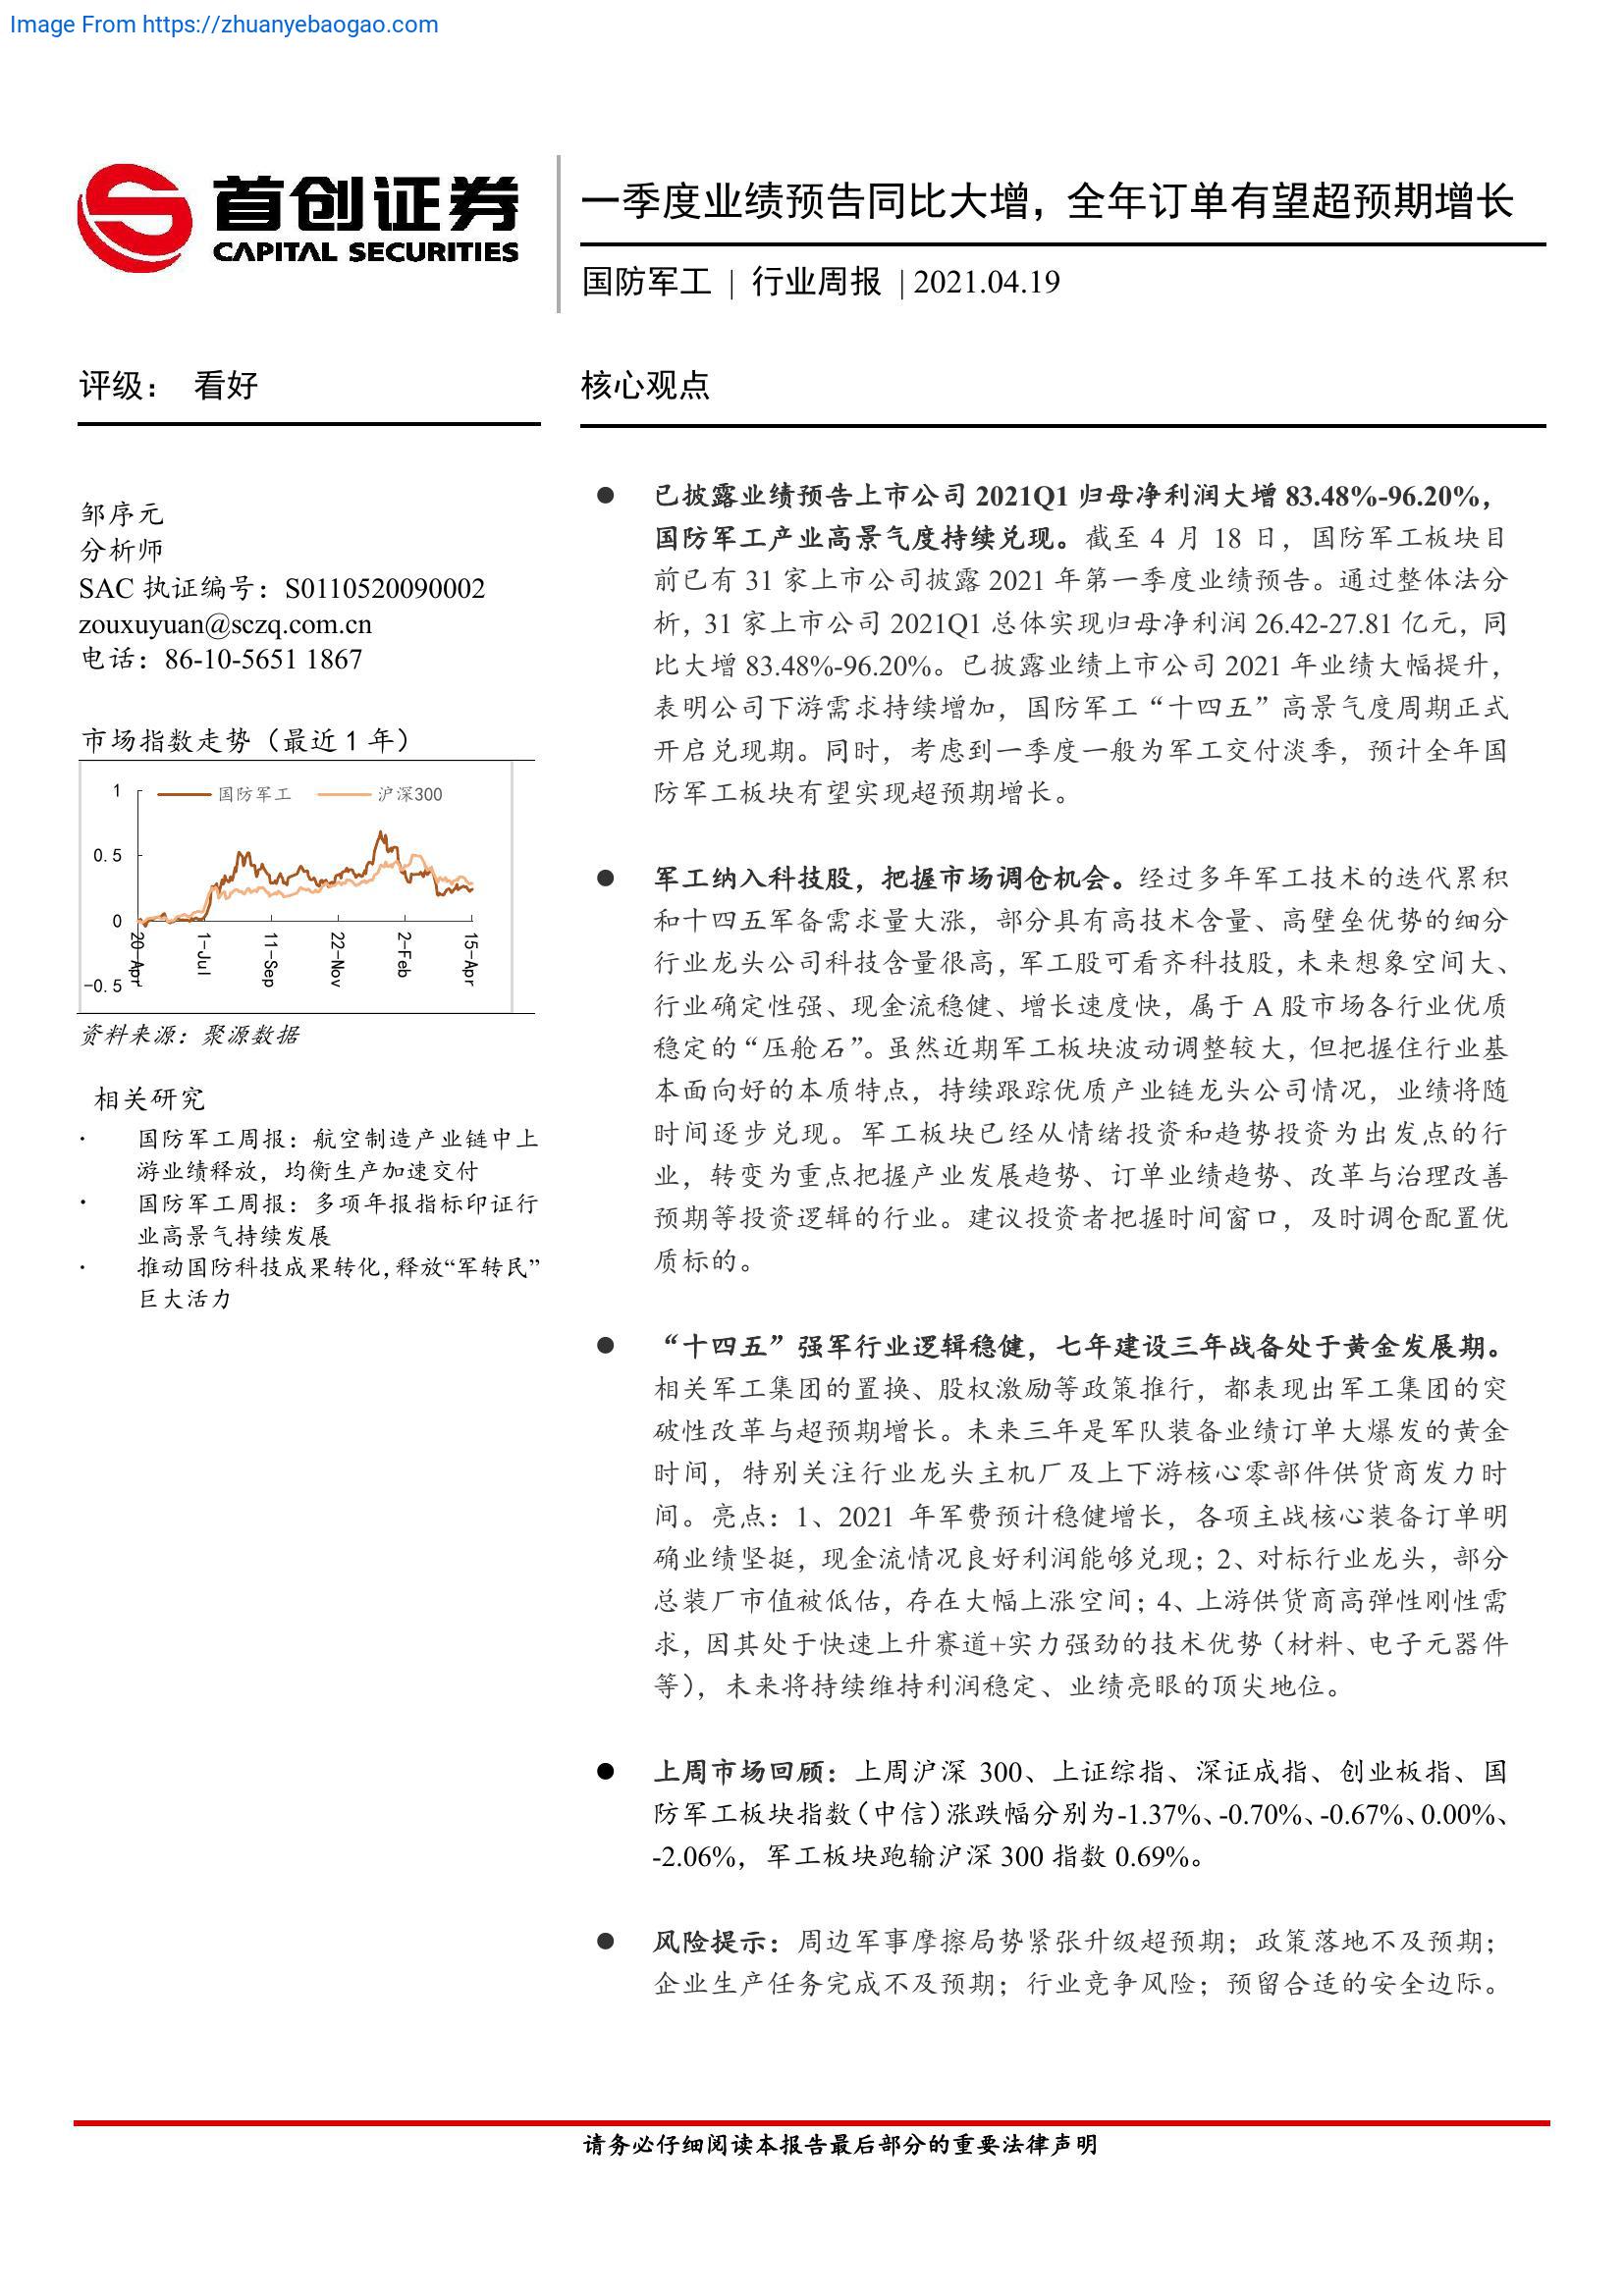 Image From https://zhuanyebaogao.com
首创证券
CAPITAL SECURITIES
一季度业绩预告同比大增，全年订单有望超预期增长
国防军工 | 行业周报 | 2021.04.19
评级： 看好
邹序元
分析师
SAC 执证编号：S0110520090002
zouxuyuan@sczq.com.cn
电话：86-10-5651 1867
市场指数走势（最近 1 年）
国防军工 沪深300
1
0.5
0
-0.5
20-Apr
1-Jul
11-Sep
22-Nov
2-Feb
15-Apr
资料来源：聚源数据
相关研究
· 国防军工周报：航空制造产业链中上
游业绩释放，均衡生产加速交付
· 国防军工周报：多项年报指标印证行
业高景气持续发展
· 推动国防科技成果转化,释放“军转民”
巨大活力
核心观点
● 已披露业绩预告上市公司 2021Q1 归母净利润大增 83.48%-96.20%，
国防军工产业高景气度持续兑现。截至 4 月 18 日，国防军工板块目
前已有 31 家上市公司披露 2021 年第一季度业绩预告。通过整体法分
析，31 家上市公司 2021Q1 总体实现归母净利润 26.42-27.81 亿元，同
比大增 83.48%-96.20%。已披露业绩上市公司 2021 年业绩大幅提升，
表明公司下游需求持续增加，国防军工“十四五”高景气度周期正式
开启兑现期。同时，考虑到一季度一般为军工交付淡季，预计全年国
防军工板块有望实现超预期增长。
● 军工纳入科技股，把握市场调仓机会。经过多年军工技术的迭代累积
和十四五军备需求量大涨，部分具有高技术含量、高壁垒优势的细分
行业龙头公司科技含量很高，军工股可看齐科技股，未来想象空间大、
行业确定性强、现金流稳健、增长速度快，属于 A 股市场各行业优质
稳定的“压舱石”。虽然近期军工板块波动调整较大，但把握住行业基
本面向好的本质特点，持续跟踪优质产业链龙头公司情况，业绩将随
时间逐步兑现。军工板块已经从情绪投资和趋势投资为出发点的行
业，转变为重点把握产业发展趋势、订单业绩趋势、改革与治理改善
预期等投资逻辑的行业。建议投资者把握时间窗口，及时调仓配置优
质标的。
● “十四五”强军行业逻辑稳健，七年建设三年战备处于黄金发展期。
相关军工集团的置换、股权激励等政策推行，都表现出军工集团的突
破性改革与超预期增长。未来三年是军队装备业绩订单大爆发的黄金
时间，特别关注行业龙头主机厂及上下游核心零部件供货商发力时
间。亮点：1、2021 年军费预计稳健增长，各项主战核心装备订单明
确业绩坚挺，现金流情况良好利润能够兑现；2、对标行业龙头，部分
总装厂市值被低估，存在大幅上涨空间；4、上游供货商高弹性刚性需
求，因其处于快速上升赛道+实力强劲的技术优势（材料、电子元器件
等），未来将持续维持利润稳定、业绩亮眼的顶尖地位。
● 上周市场回顾：上周沪深 300、上证综指、深证成指、创业板指、国
防军工板块指数（中信）涨跌幅分别为-1.37%、-0.70%、-0.67%、0.00%、
-2.06%，军工板块跑输沪深 300 指数 0.69%。
● 风险提示：周边军事摩擦局势紧张升级超预期；政策落地不及预期；
企业生产任务完成不及预期；行业竞争风险；预留合适的安全边际。
请务必仔细阅读本报告最后部分的重要法律声明